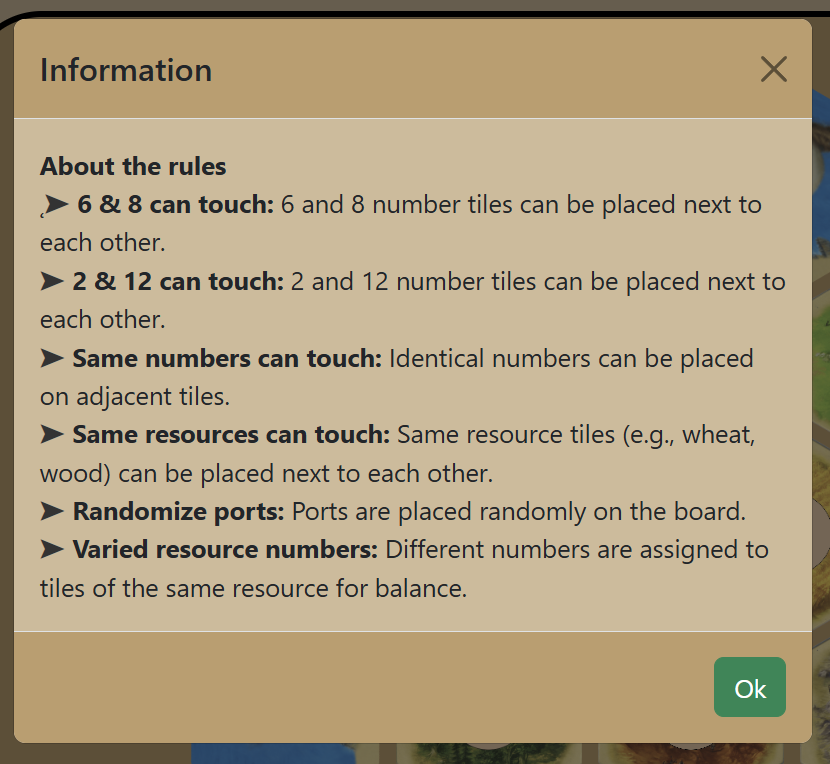 Information
About the rules
➤ 6 & 8 can touch: 6 and 8 number tiles can be placed next to
each other.
➤ 2 & 12 can touch: 2 and 12 number tiles can be placed next to
each other.
➤ Same numbers can touch: Identical numbers can be placed
on adjacent tiles.
➤ Same resources can touch: Same resource tiles (e.g., wheat,
wood) can be placed next to each other.
➤ Randomize ports: Ports are placed randomly on the board.
➤ Varied resource numbers: Different numbers are assigned to
tiles of the same resource for balance.
Ok